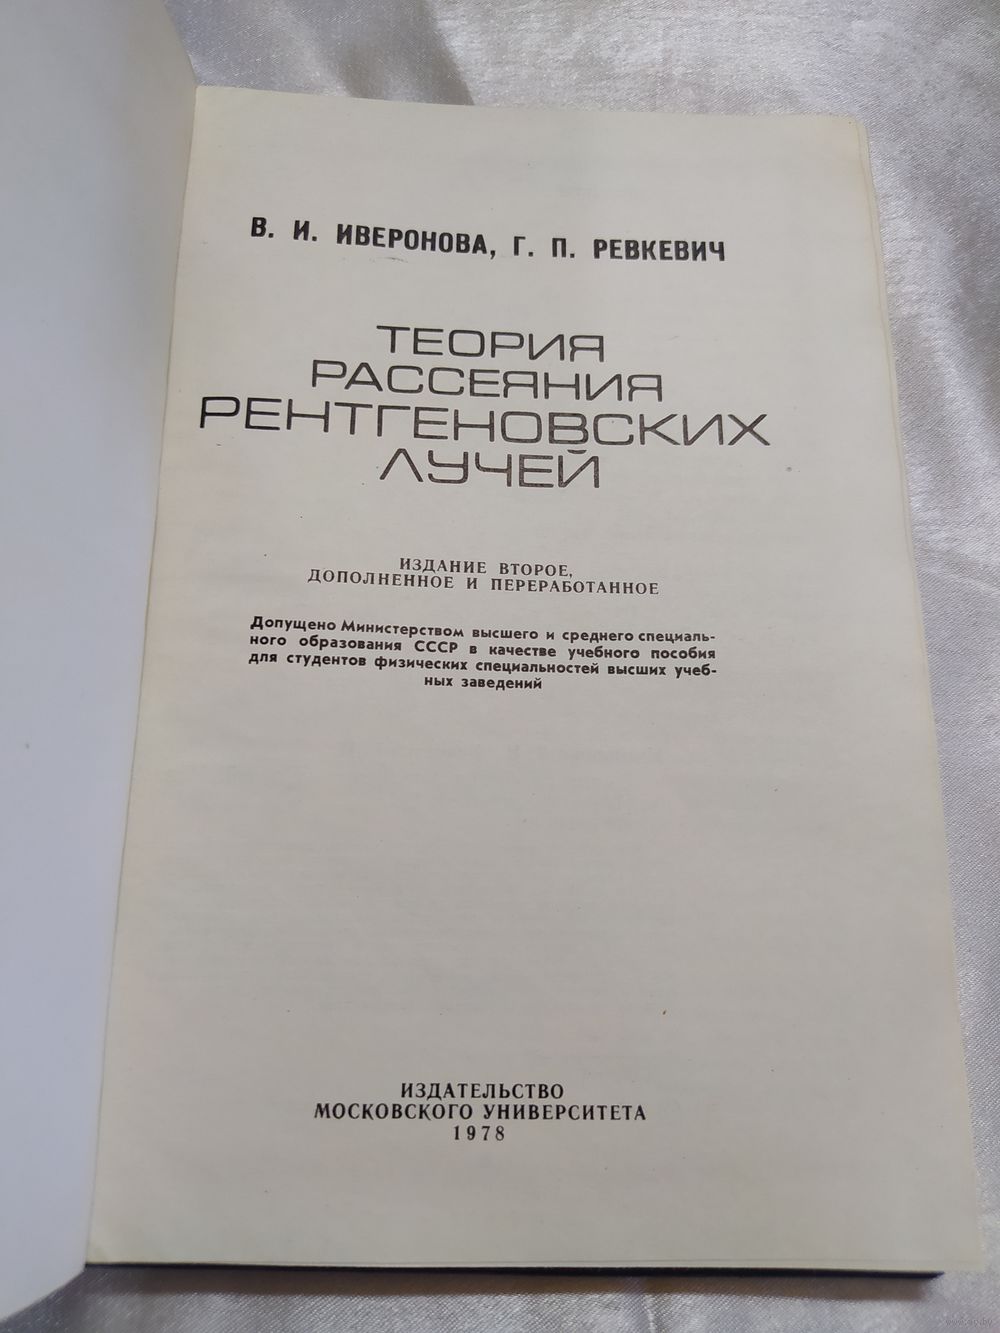 В. И. ИВЕРОНОВА, Г. П. РЕВКЕВИЧ
ТЕОРИЯ
РАССЕЯНИЯ
РЕНТГЕНОВСКИХ
ЛУЧЕЙ
ИЗДАНИЕ ВТОРОЕ,
ДОПОЛНЕННОЕ И ПЕРЕРАБОТАННОЕ
Допущено Министерством высшего и среднего специаль-
ного образования СССР в качестве учебного пособия
для студентов физических специальностей высших учеб-
ных заведений
ИЗДАТЕЛЬСТВО
МОСКОВСКОГО УНИВЕРСИТЕТА
1978